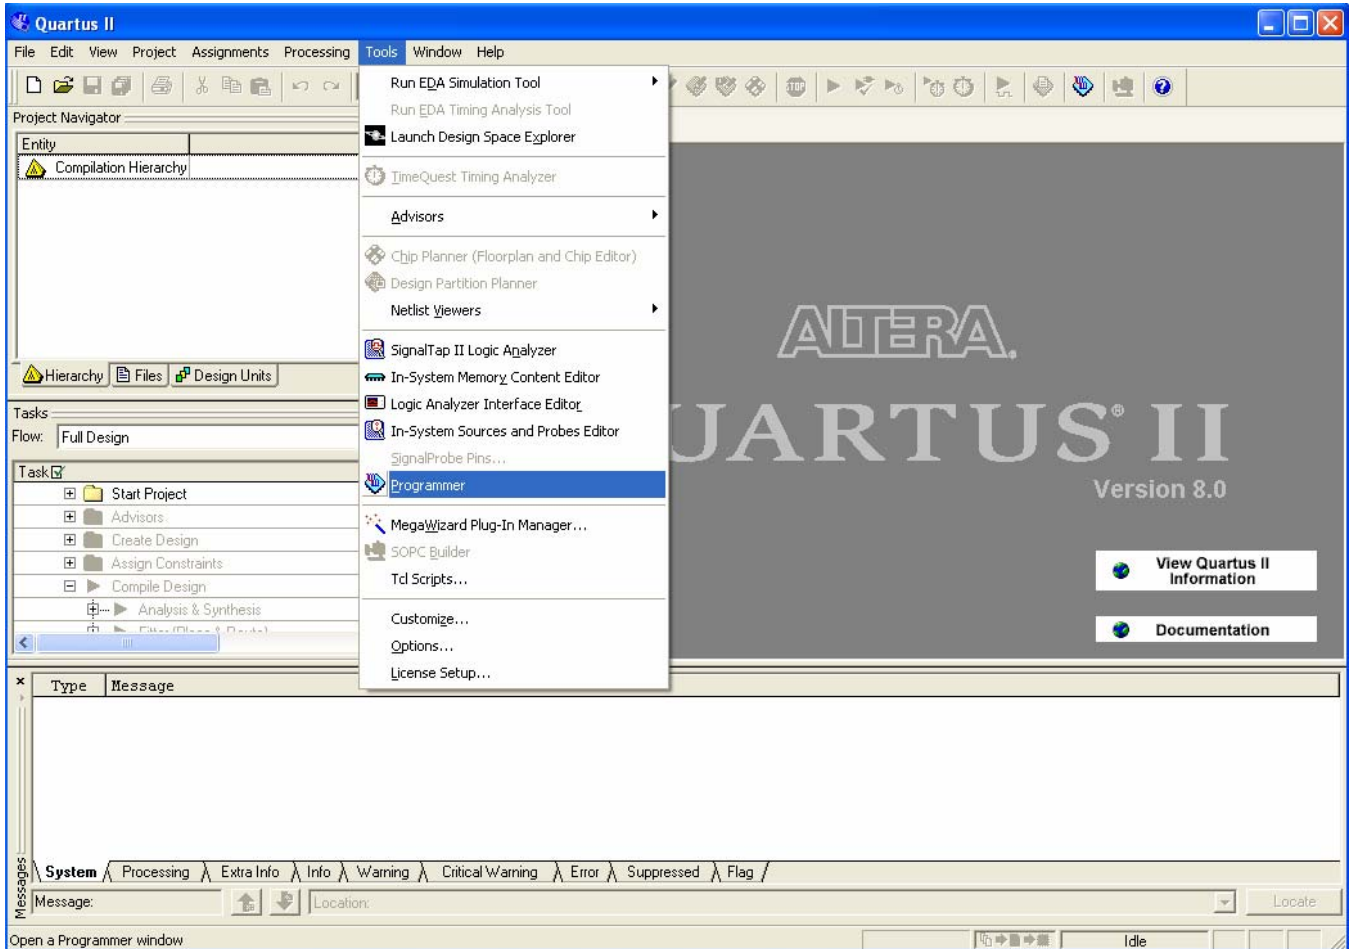 Quartus II
File Edit View Project Assignments Processing Tools Window Help
Project Navigator
Entity
Compilation Hierarchy
Hierarchy Files Design Units
Tasks
Flow: Full Design
Task
Start Project
Advisors
Create Design
Assign Constraints
Compile Design
Analysis & Synthesis
Run EDA Simulation Tool
Run EDA Timing Analysis Tool
Launch Design Space Explorer
TimeQuest Timing Analyzer
Advisors
Chip Planner (Floorplan and Chip Editor)
Design Partition Planner
Netlist Viewers
SignalTap II Logic Analyzer
In-System Memory Content Editor
Logic Analyzer Interface Editor
In-System Sources and Probes Editor
SignalProbe Pins...
Programmer
MegaWizard Plug-In Manager...
SOPC Builder
Tcl Scripts...
Customize...
Options...
License Setup...
STOP
ALTERA.
UARTUS® II
Version 8.0
View Quartus II
Information
Documentation
Type Message
System Processing Extra Info Info Warning Critical Warning Error Suppressed Flag
Messages
Message: Location: Locate
Open a Programmer window Idle